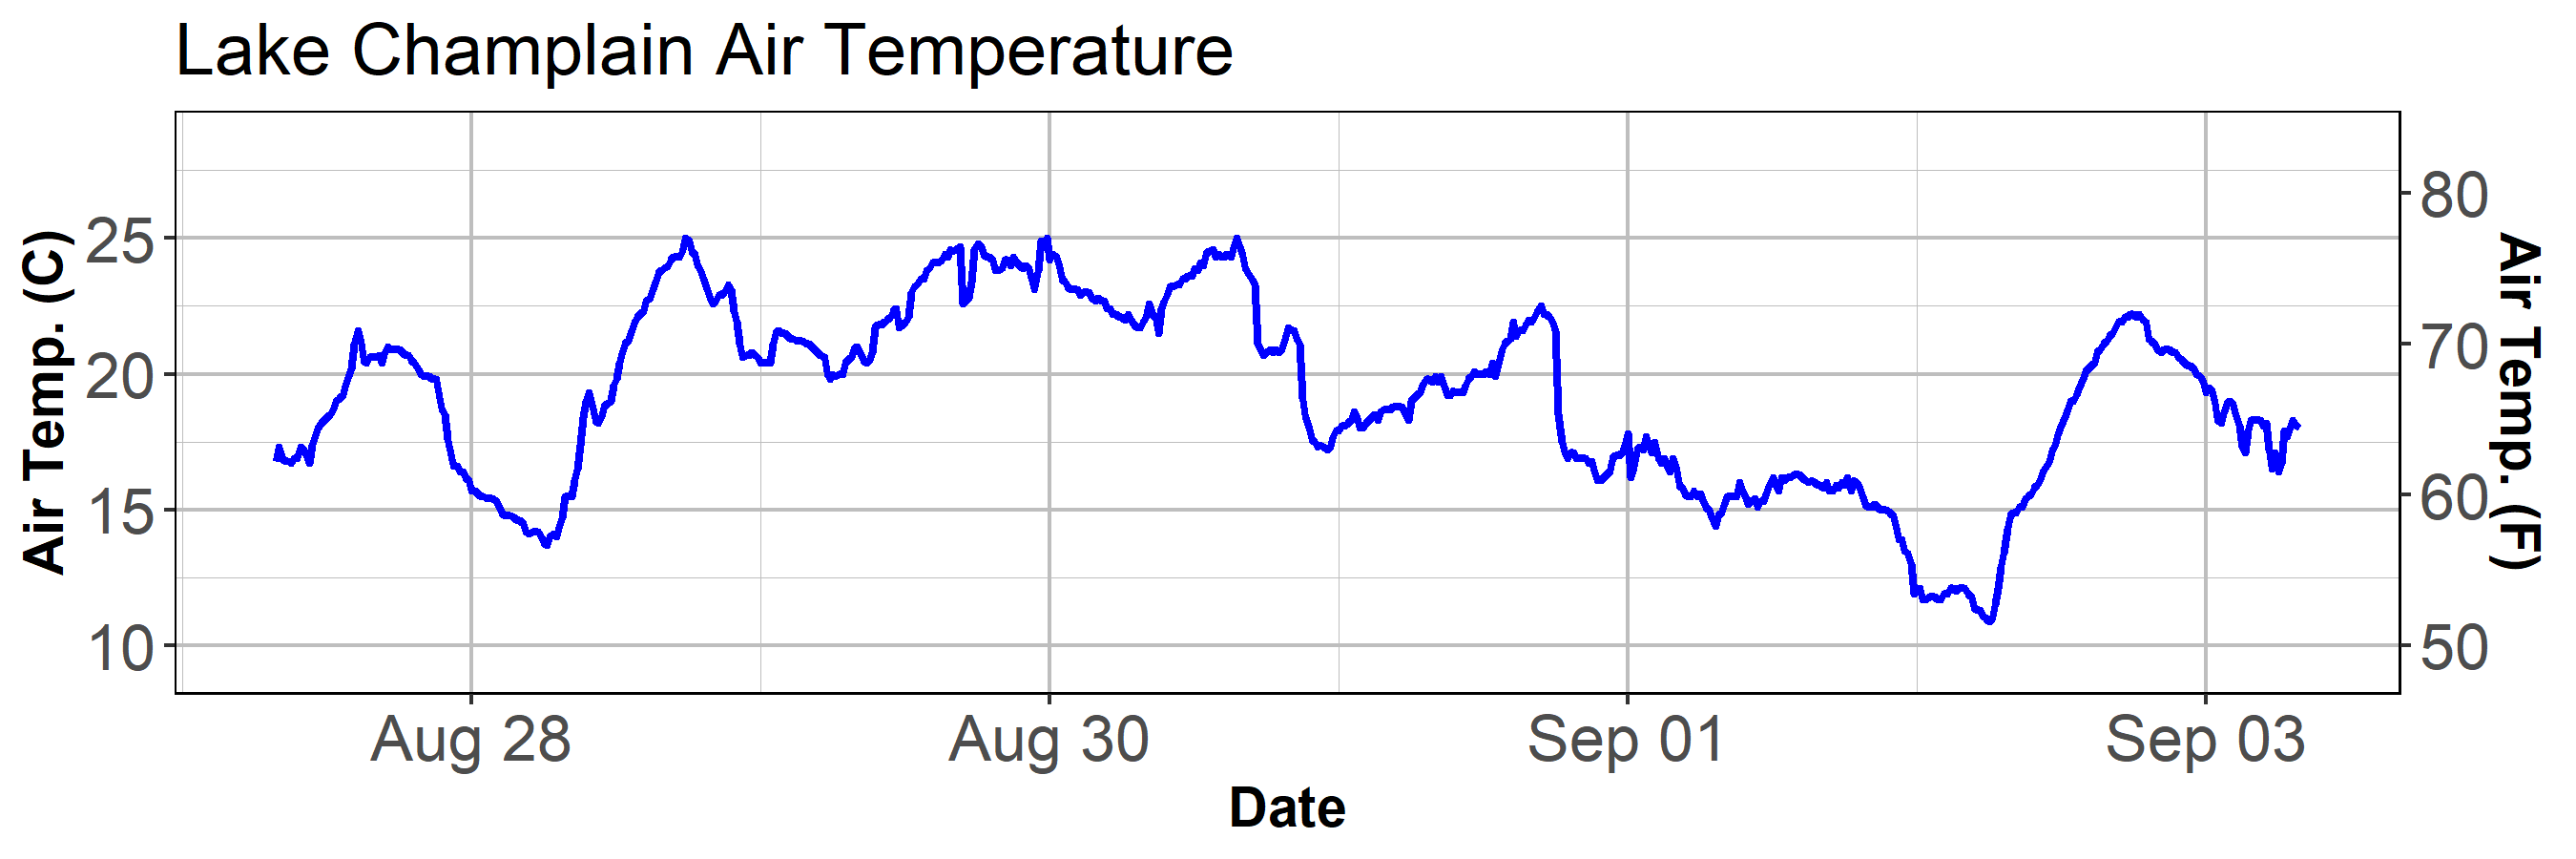 Lake Champlain Air Temperature
Air Temp. (C)
25
20
15
10
80
70
60
50
Air Temp. (F)
Aug 28
Aug 30
Sep 01
Sep 03
Date